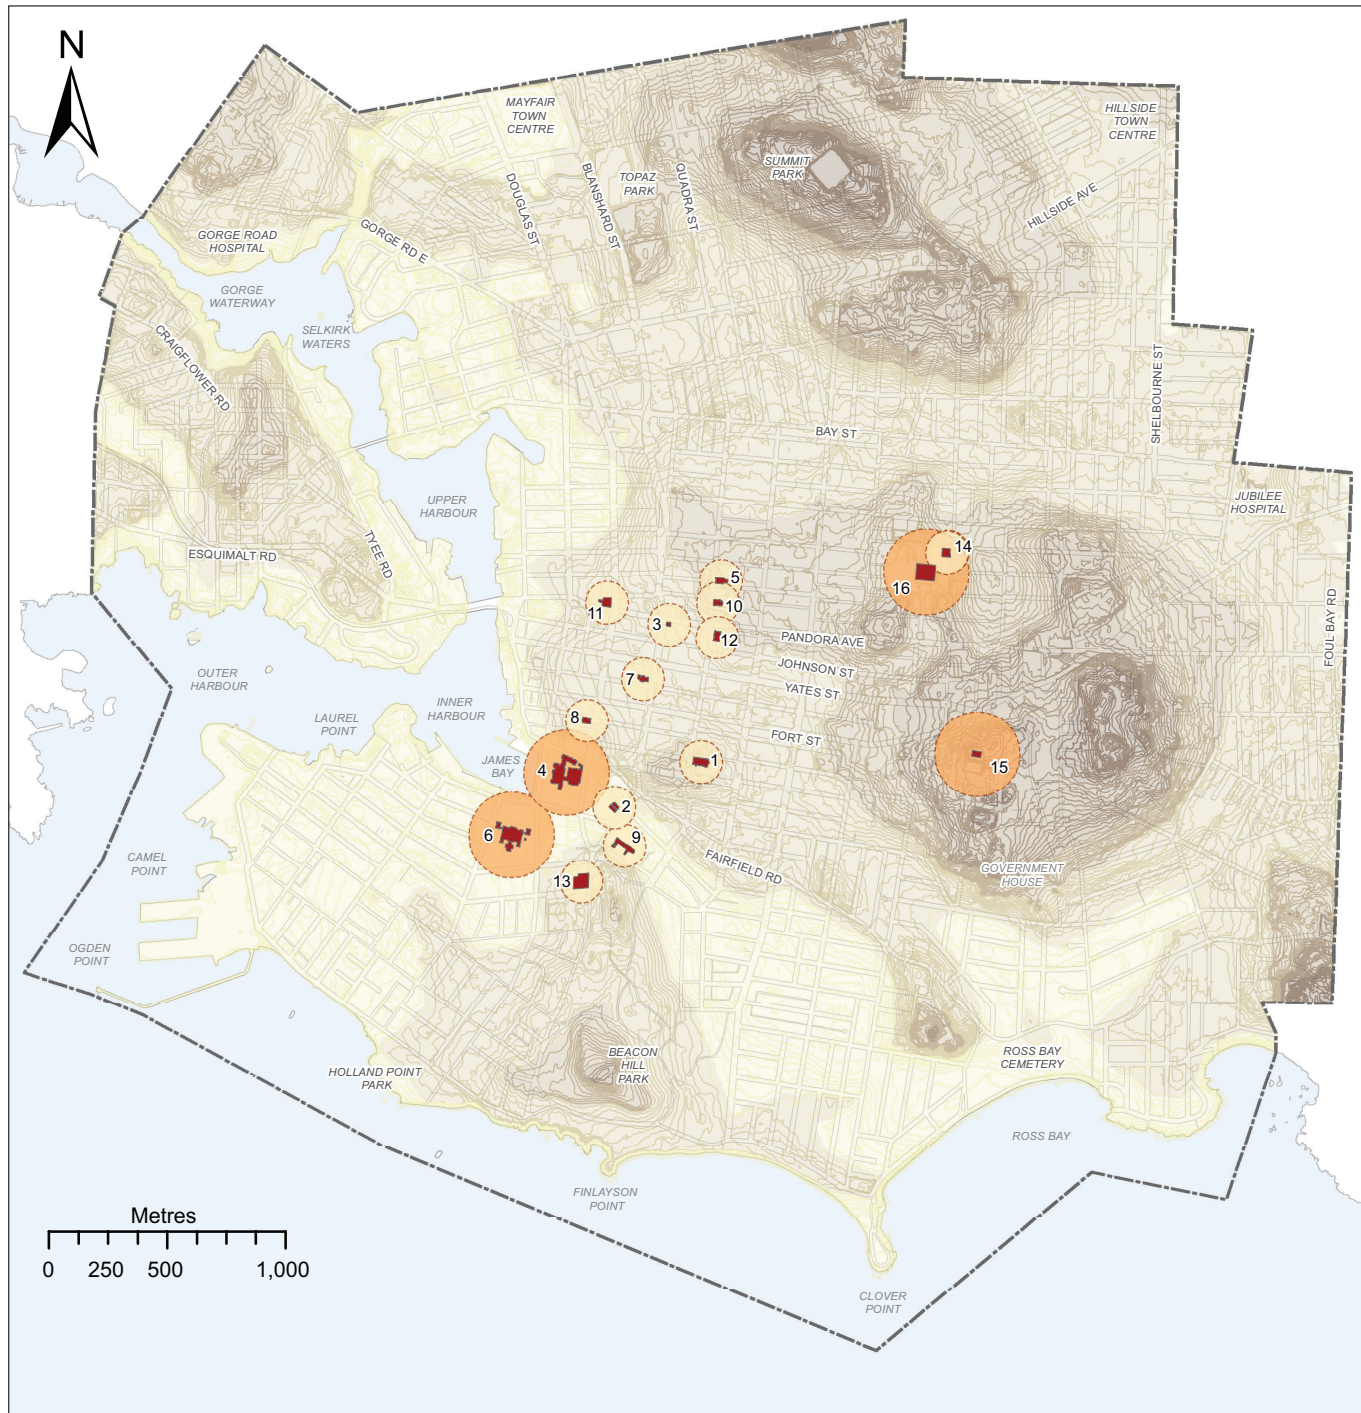 N
MAYFAIR
TOWN
CENTRE
HILLSIDE
TOWN
CENTRE
SUMMIT
PARK
TOPAZ
PARK
QUADRA ST
BLANSHARD ST
DOUGLAS ST
HILLSIDE AVE
GORGE ROAD
HOSPITAL
GORGE RD E
GORGE
WATERWAY
SELKIRK
WATERS
CRAIGFLOWER RD
SHELBOURNE ST
BAY ST
UPPER
HARBOUR
JUBILEE
HOSPITAL
ESQUIMALT RD
TYEE RD
14
16
5
10
11
3
12
FOUL BAY RD
PANDORA AVE
JOHNSON ST
YATES ST
OUTER
HARBOUR
7
INNER
HARBOUR
LAUREL
POINT
8
FORT ST
JAMES
BAY
4
1
15
2
6
9
FAIRFIELD RD
CAMEL
POINT
GOVERNMENT
HOUSE
13
OGDEN
POINT
BEACON
HILL
PARK
ROSS BAY
CEMETERY
HOLLAND POINT
PARK
ROSS BAY
FINLAYSON
POINT
Metres
0 250 500 1,000
CLOVER
POINT